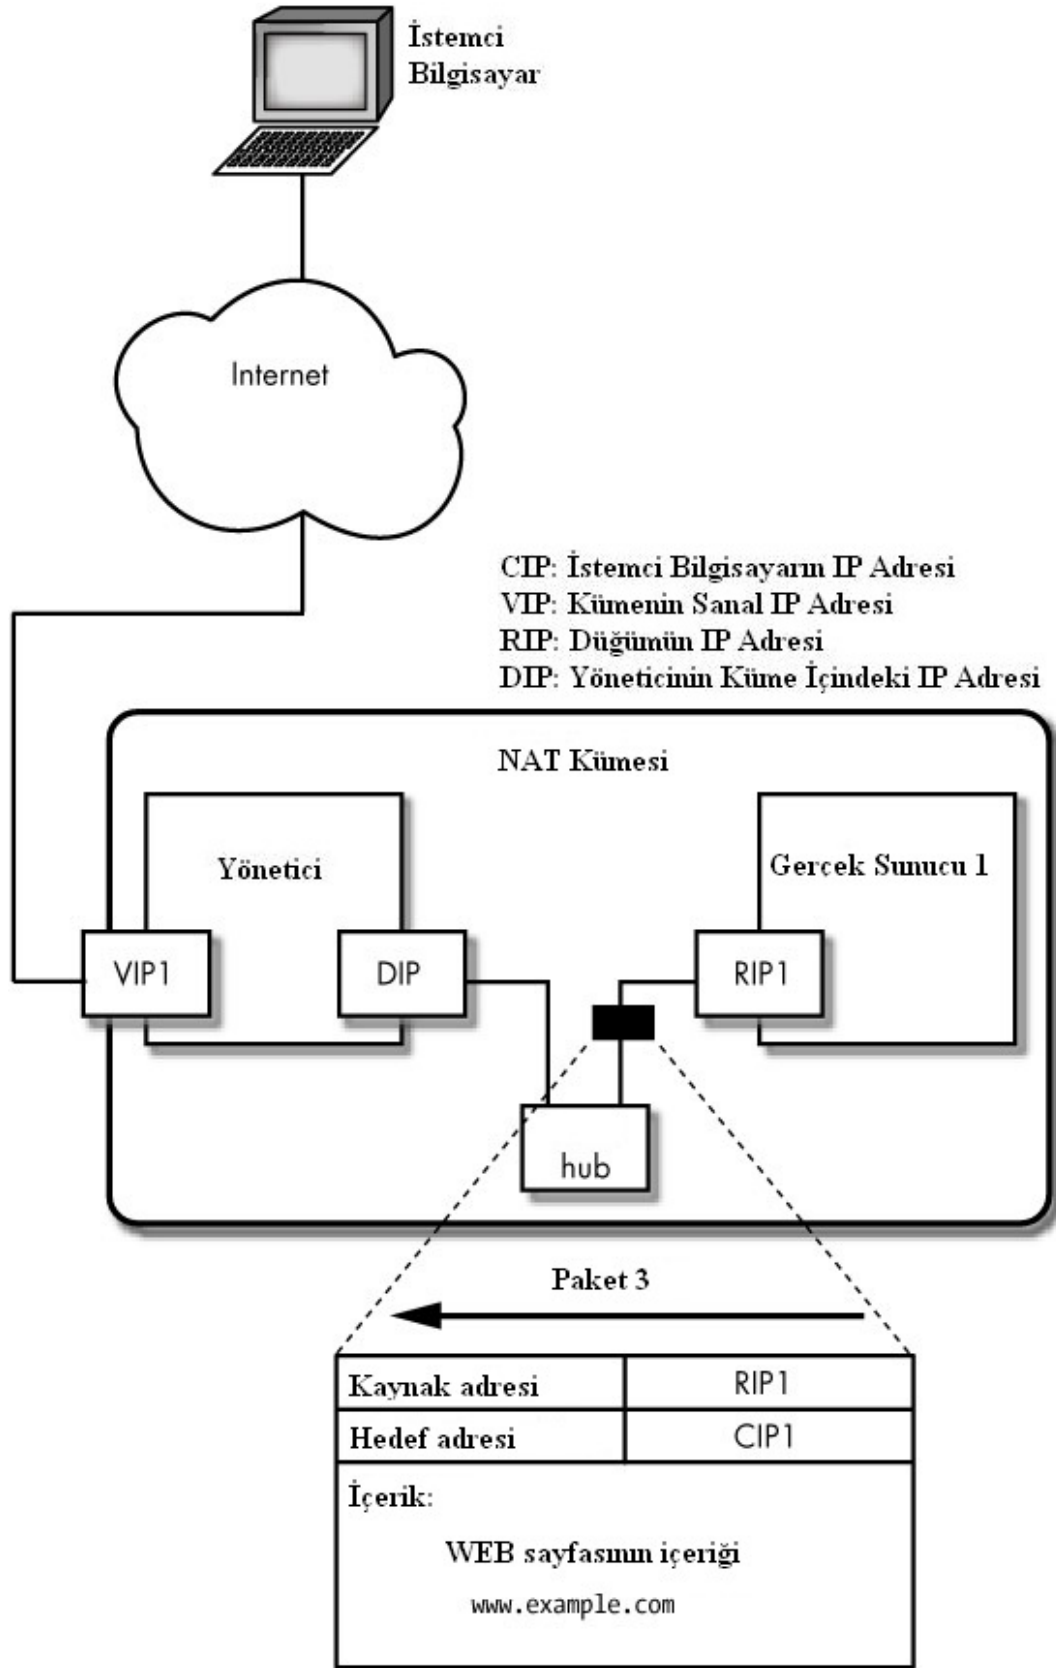 İstemci
Bilgisayar
Internet
CIP: İstemci Bilgisayarın IP Adresi
VIP: Kümenin Sanal IP Adresi
RIP: Düğümün IP Adresi
DIP: Yöneticinin Küme İçindeki IP Adresi
NAT Kümesi
Yönetici
Gerçek Sunucu 1
VIP1
DIP
RIP1
hub
Paket 3
Kaynak adresi RIP1
Hedef adresi CIP1
İçerik:
WEB sayfasının içeriği
www.example.com